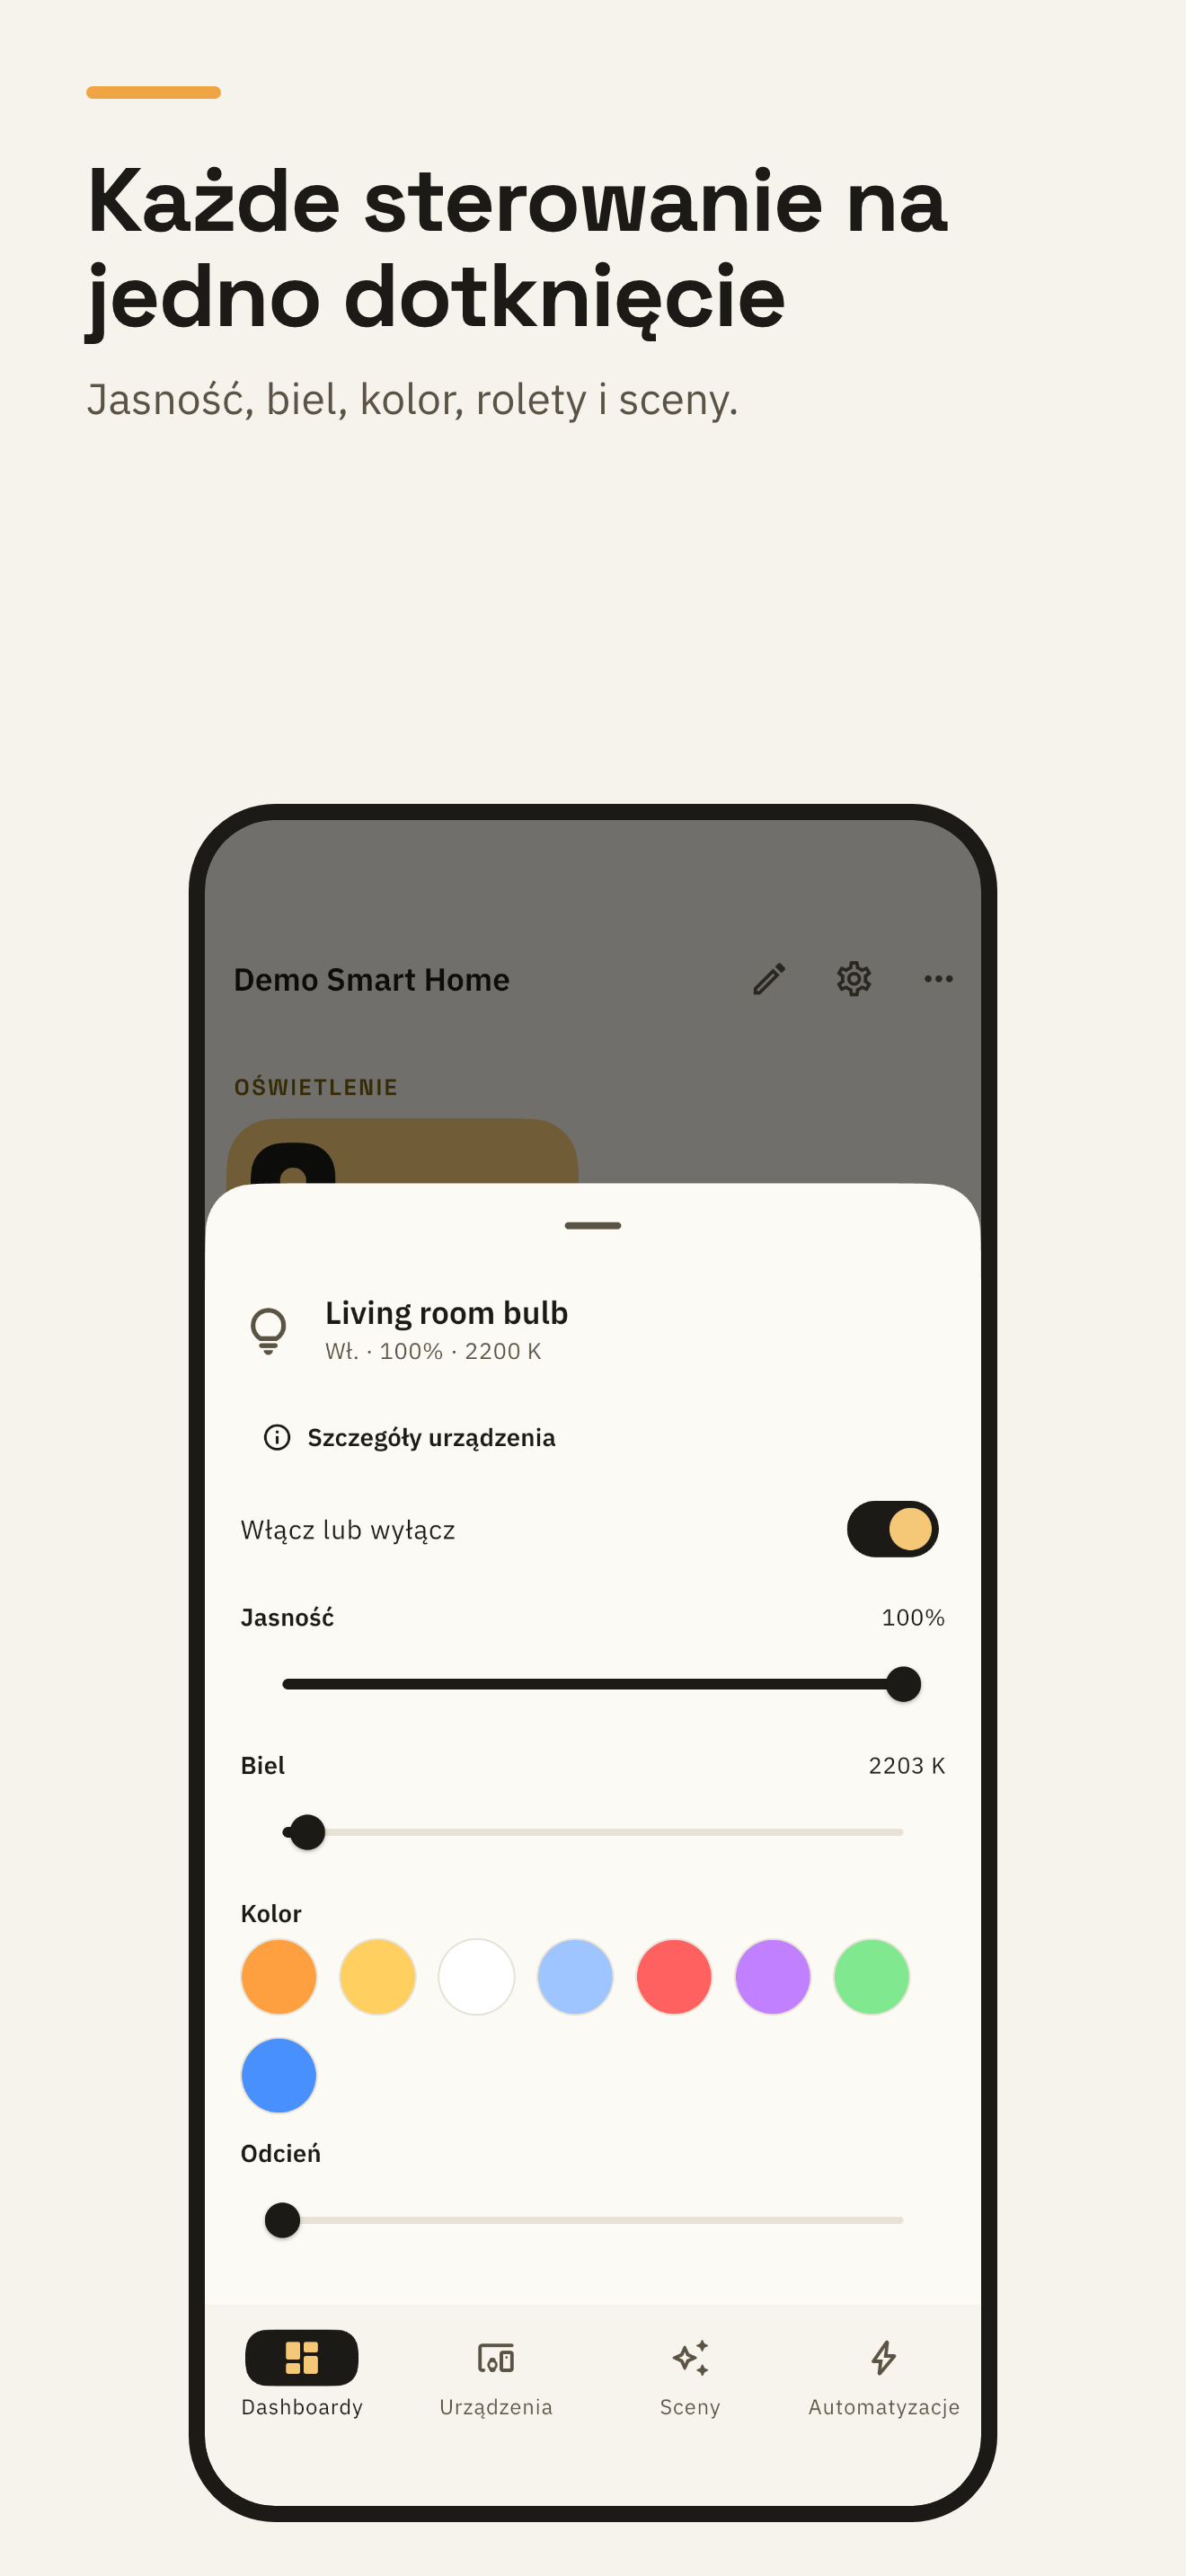 Każde sterowanie na
jedno dotknięcie
Jasność, biel, kolor, rolety i sceny.
Demo Smart Home
OŚWIETLENIE
Living room bulb
Wł. · 100% · 2200 K
Szczegóły urządzenia
Włącz lub wyłącz
Jasność 100%
Biel 2203 K
Kolor
Odcień
Dashboardy Urządzenia Sceny Automatyzacje